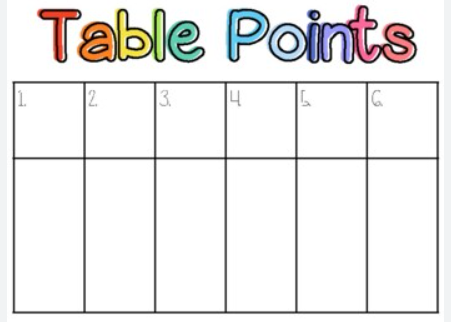 Table Points
1. 2. 3. 4. 5. 6.